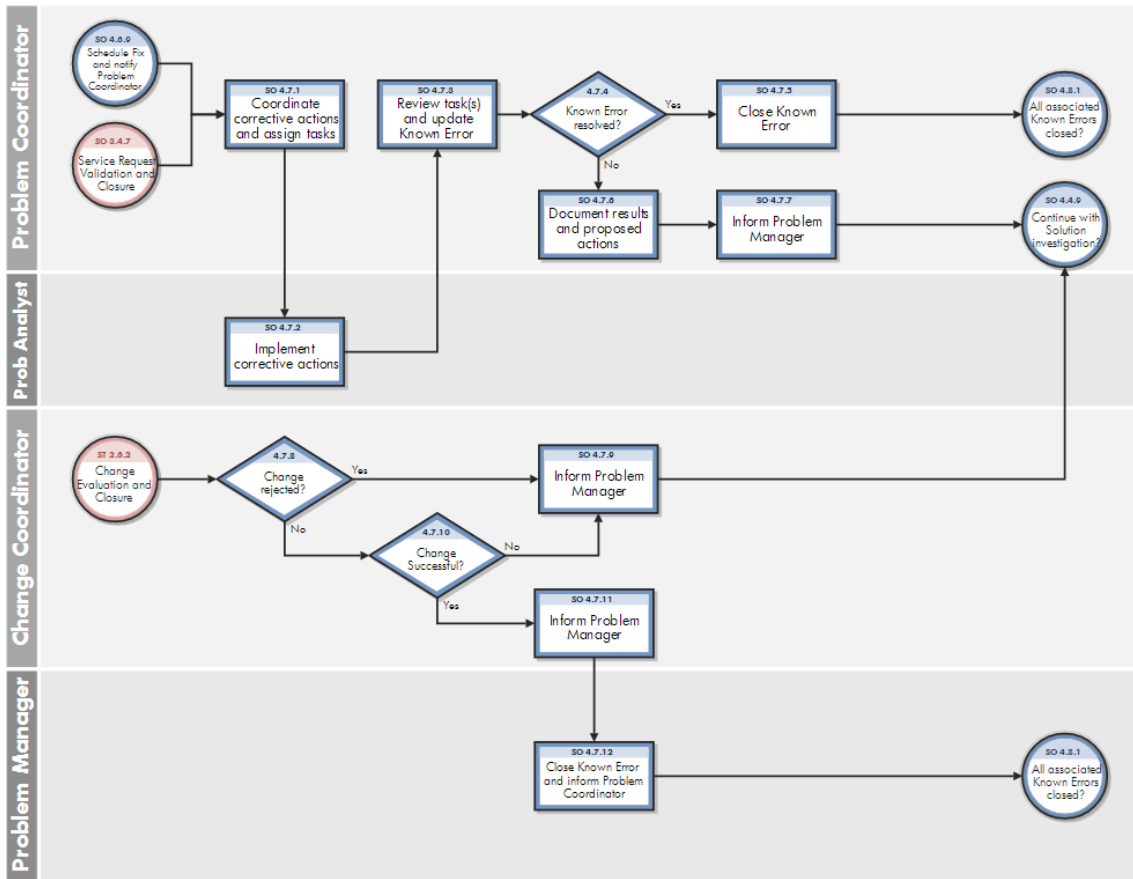 Problem Coordinator
SO 4.6.9
Schedule Fix
and notify
Problem
Coordinator
SO 3.4.7
Service Request
Validation and
Closure
SO 4.7.1
Coordinate
corrective actions
and assign tasks
SO 4.7.3
Review task(s)
and update
Known Error
4.7.4
Known Error
resolved?
Yes
No
SO 4.7.5
Close Known
Error
SO 4.8.1
All associated
Known Errors
closed?
SO 4.7.6
Document results
and proposed
actions
SO 4.7.7
Inform Problem
Manager
SO 4.4.9
Continue with
Solution
investigation?
Prob Analyst
SO 4.7.2
Implement
corrective actions
Change Coordinator
ST 2.6.2
Change
Evaluation and
Closure
4.7.8
Change
rejected?
Yes
No
SO 4.7.9
Inform Problem
Manager
4.7.10
Change
Successful?
No
Yes
SO 4.7.11
Inform Problem
Manager
Problem Manager
SO 4.7.12
Close Known Error
and inform Problem
Coordinator
SO 4.8.1
All associated
Known Errors
closed?